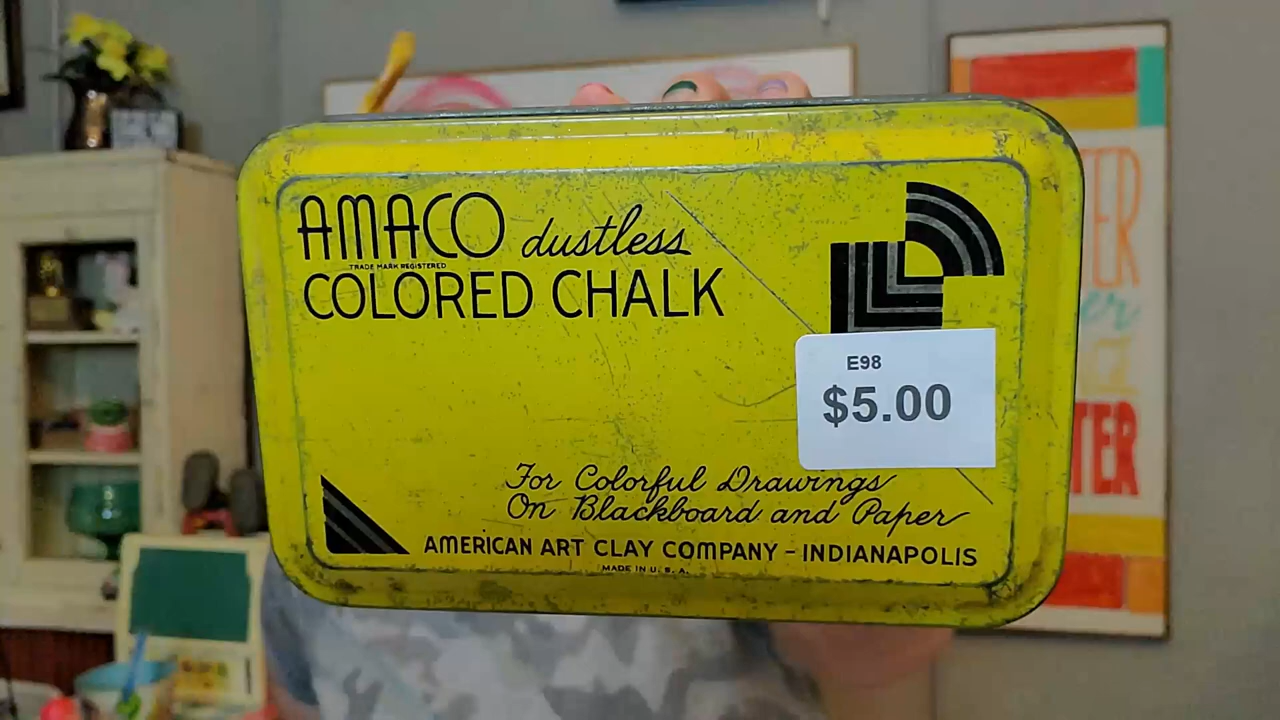 AMACO dustless
TRADE MARK REGISTERED
COLORED CHALK
E98
$5.00
For Colorful Drawings
On Blackboard and Paper
AMERICAN ART CLAY COMPANY - INDIANAPOLIS
MADE IN U. S. A.